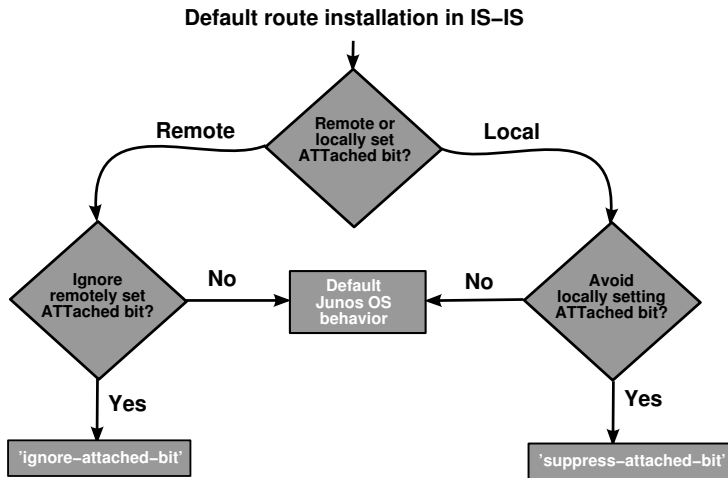 Default route installation in IS–IS
Remote or
locally set
ATTached bit?
Remote
Local
Ignore
remotely set
ATTached bit?
No
Default
Junos OS
behavior
No
Avoid
locally setting
ATTached bit?
Yes
Yes
'ignore–attached–bit'
'suppress–attached–bit'